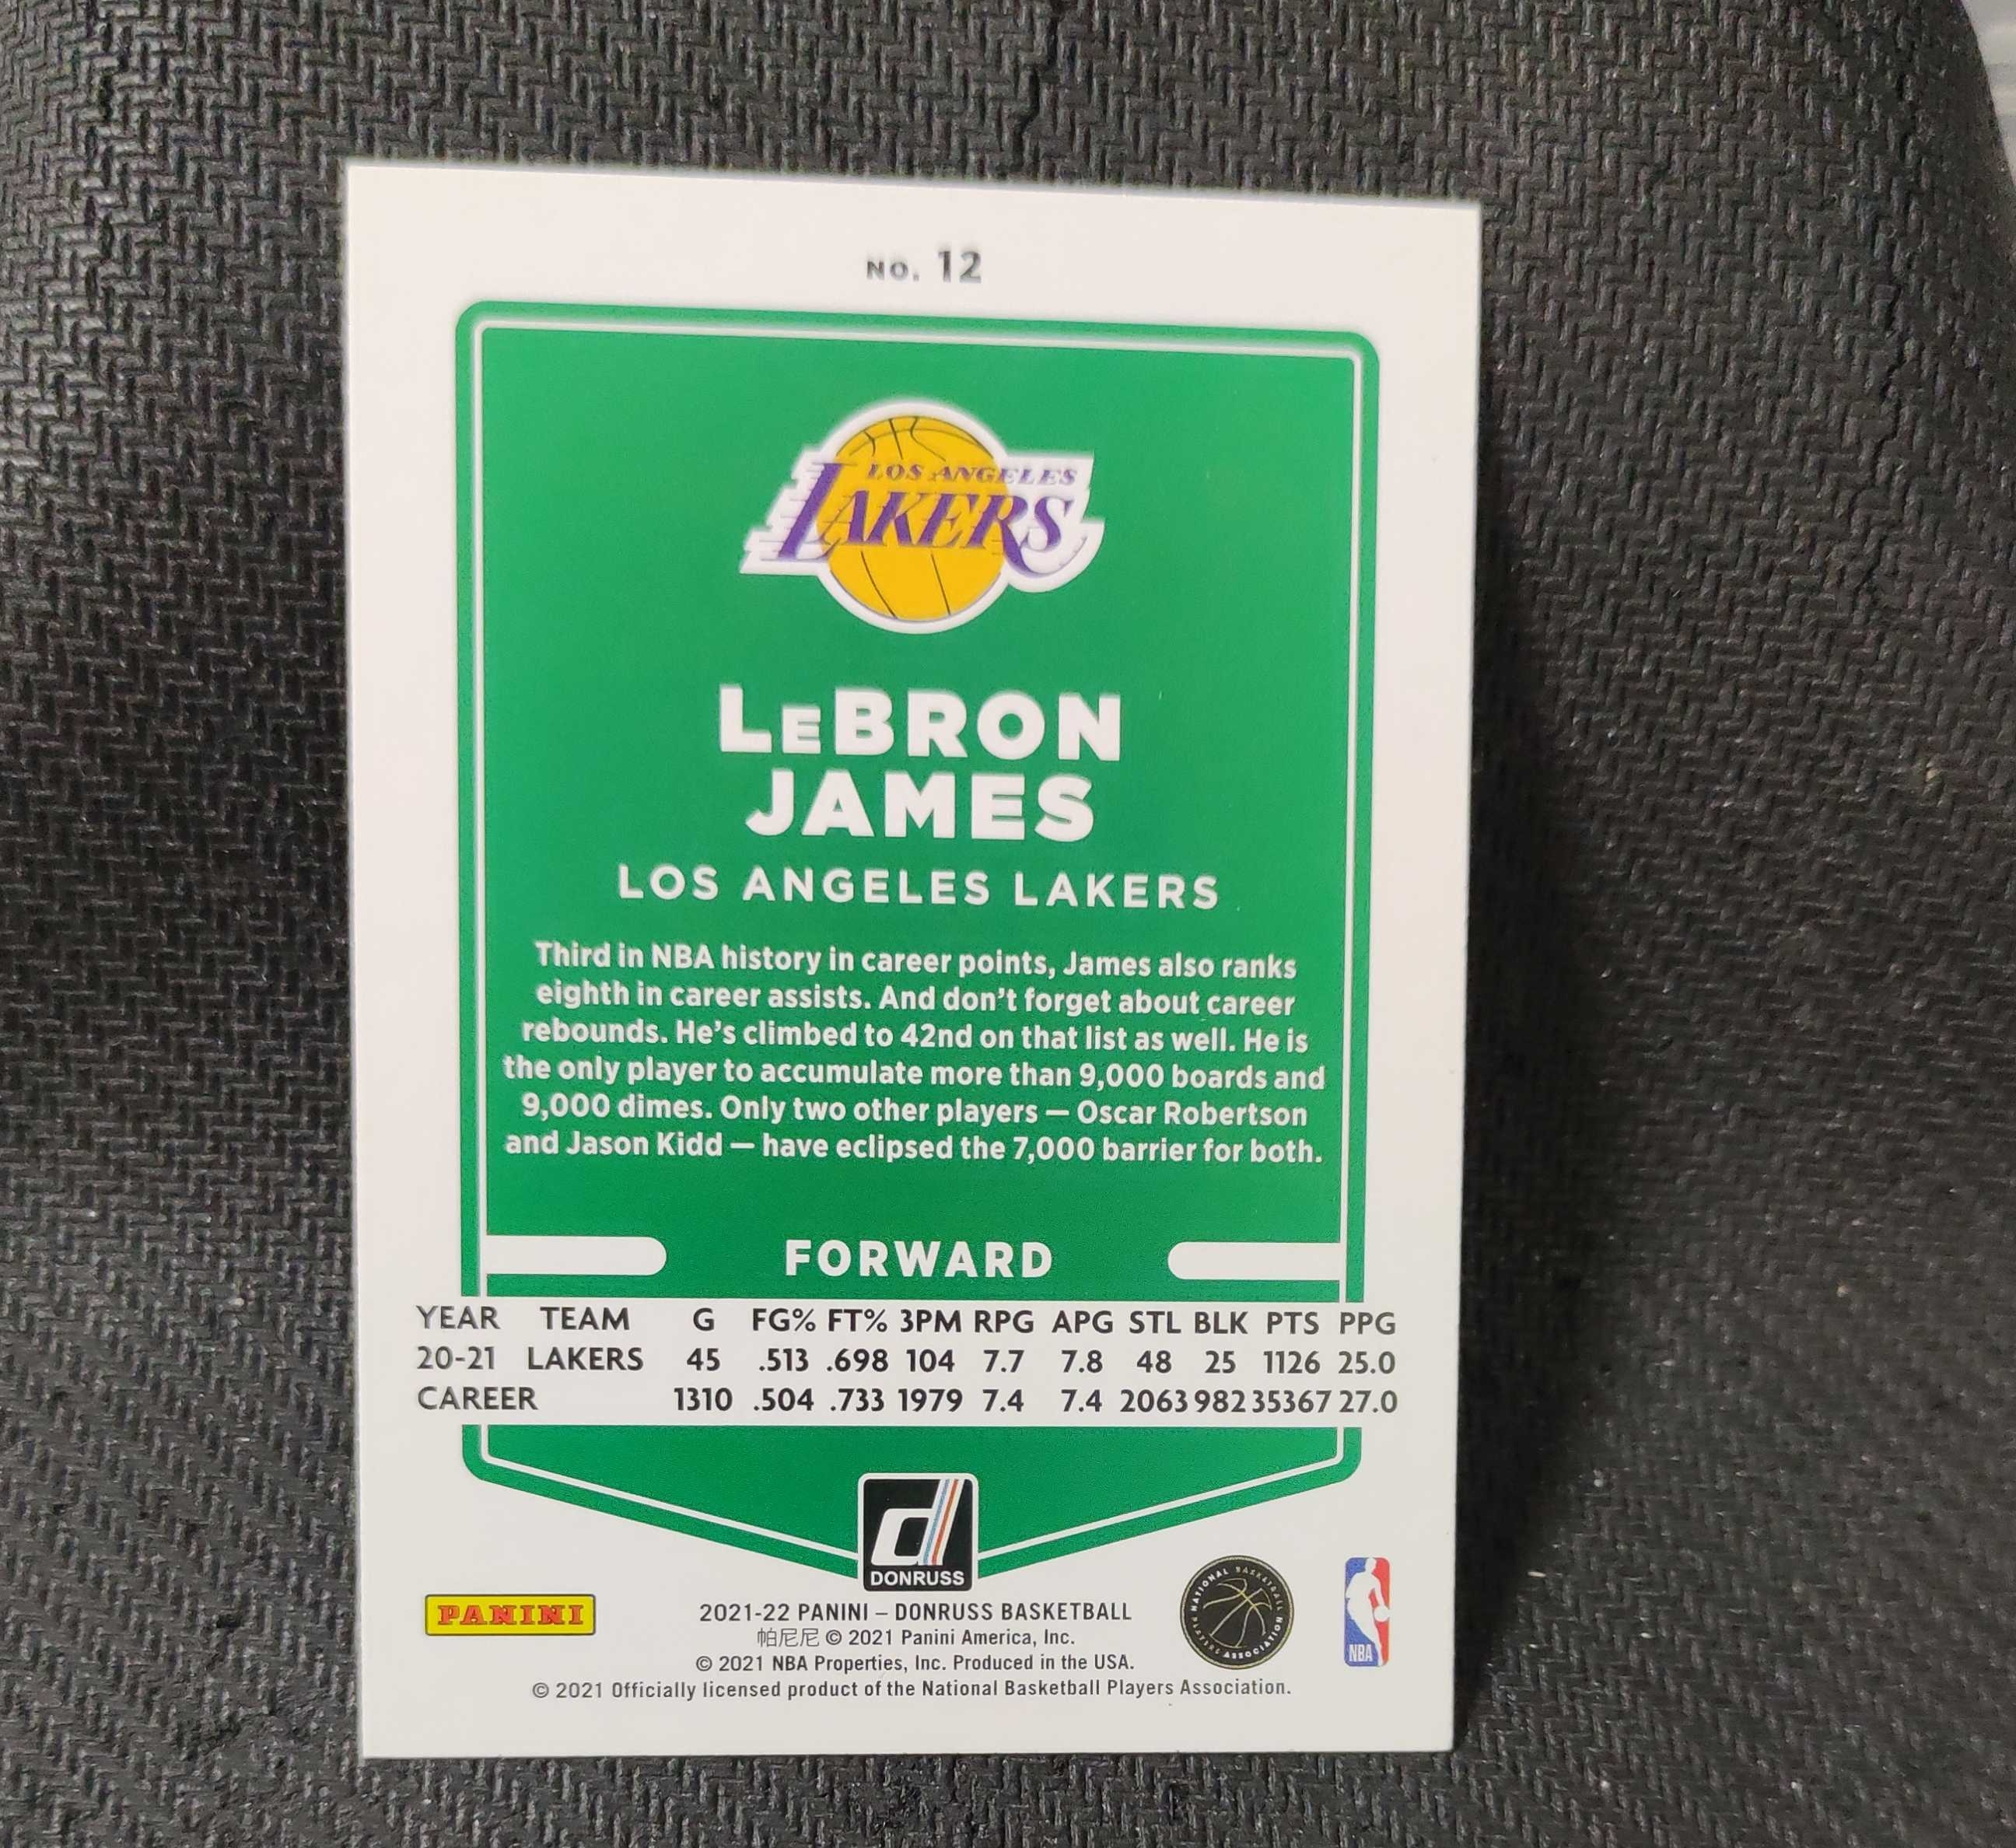 No. 12
LOS ANGELES
LAKERS
LeBRON
JAMES
LOS ANGELES LAKERS
Third in NBA history in career points, James also ranks
eighth in career assists. And don't forget about career
rebounds. He's climbed to 42nd on that list as well. He is
the only player to accumulate more than 9,000 boards and
9,000 dimes. Only two other players — Oscar Robertson
and Jason Kidd — have eclipsed the 7,000 barrier for both.
FORWARD
YEAR TEAM G FG% FT% 3PM RPG APG STL BLK PTS PPG
20-21 LAKERS 45 .513 .698 104 7.7 7.8 48 25 1126 25.0
CAREER 1310 .504 .733 1979 7.4 7.4 2063 982 35367 27.0
d
DONRUSS
PANINI
2021-22 PANINI – DONRUSS BASKETBALL
帕尼尼 © 2021 Panini America, Inc.
© 2021 NBA Properties, Inc. Produced in the USA.
© 2021 Officially licensed product of the National Basketball Players Association.
NATIONAL BASKETBALL PLAYERS ASSOCIATION
NBA